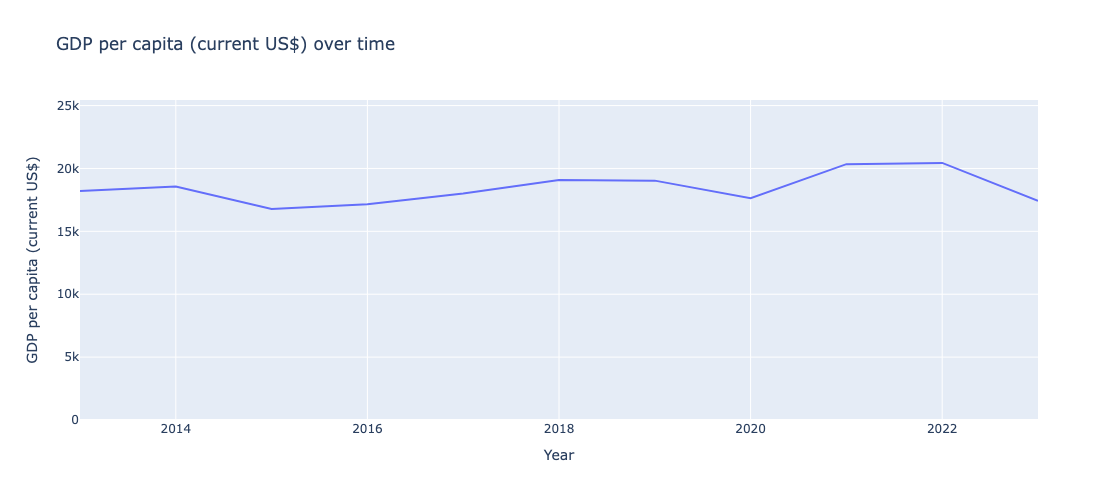 GDP per capita (current US$) over time
GDP per capita (current US$)
25k
20k
15k
10k
5k
0
2014 2016 2018 2020 2022
Year